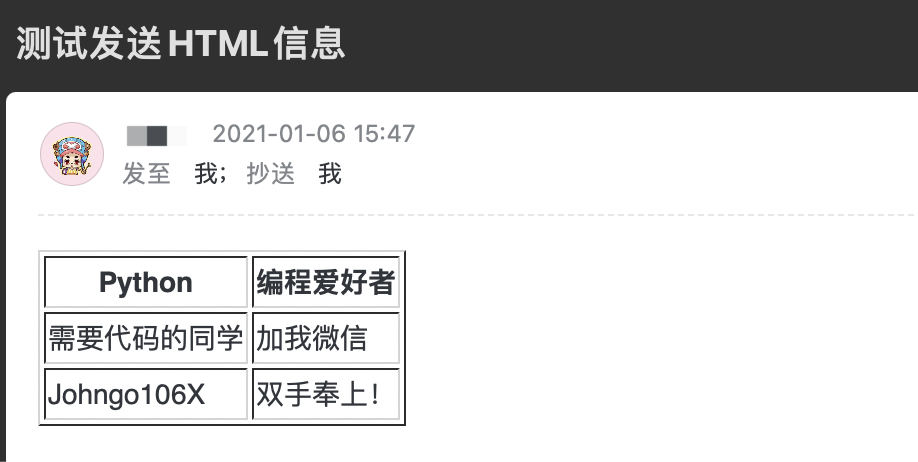 测试发送HTML信息
2021-01-06 15:47
发至 我； 抄送 我
Python 编程爱好者
需要代码的同学 加我微信
Johngo106X 双手奉上！